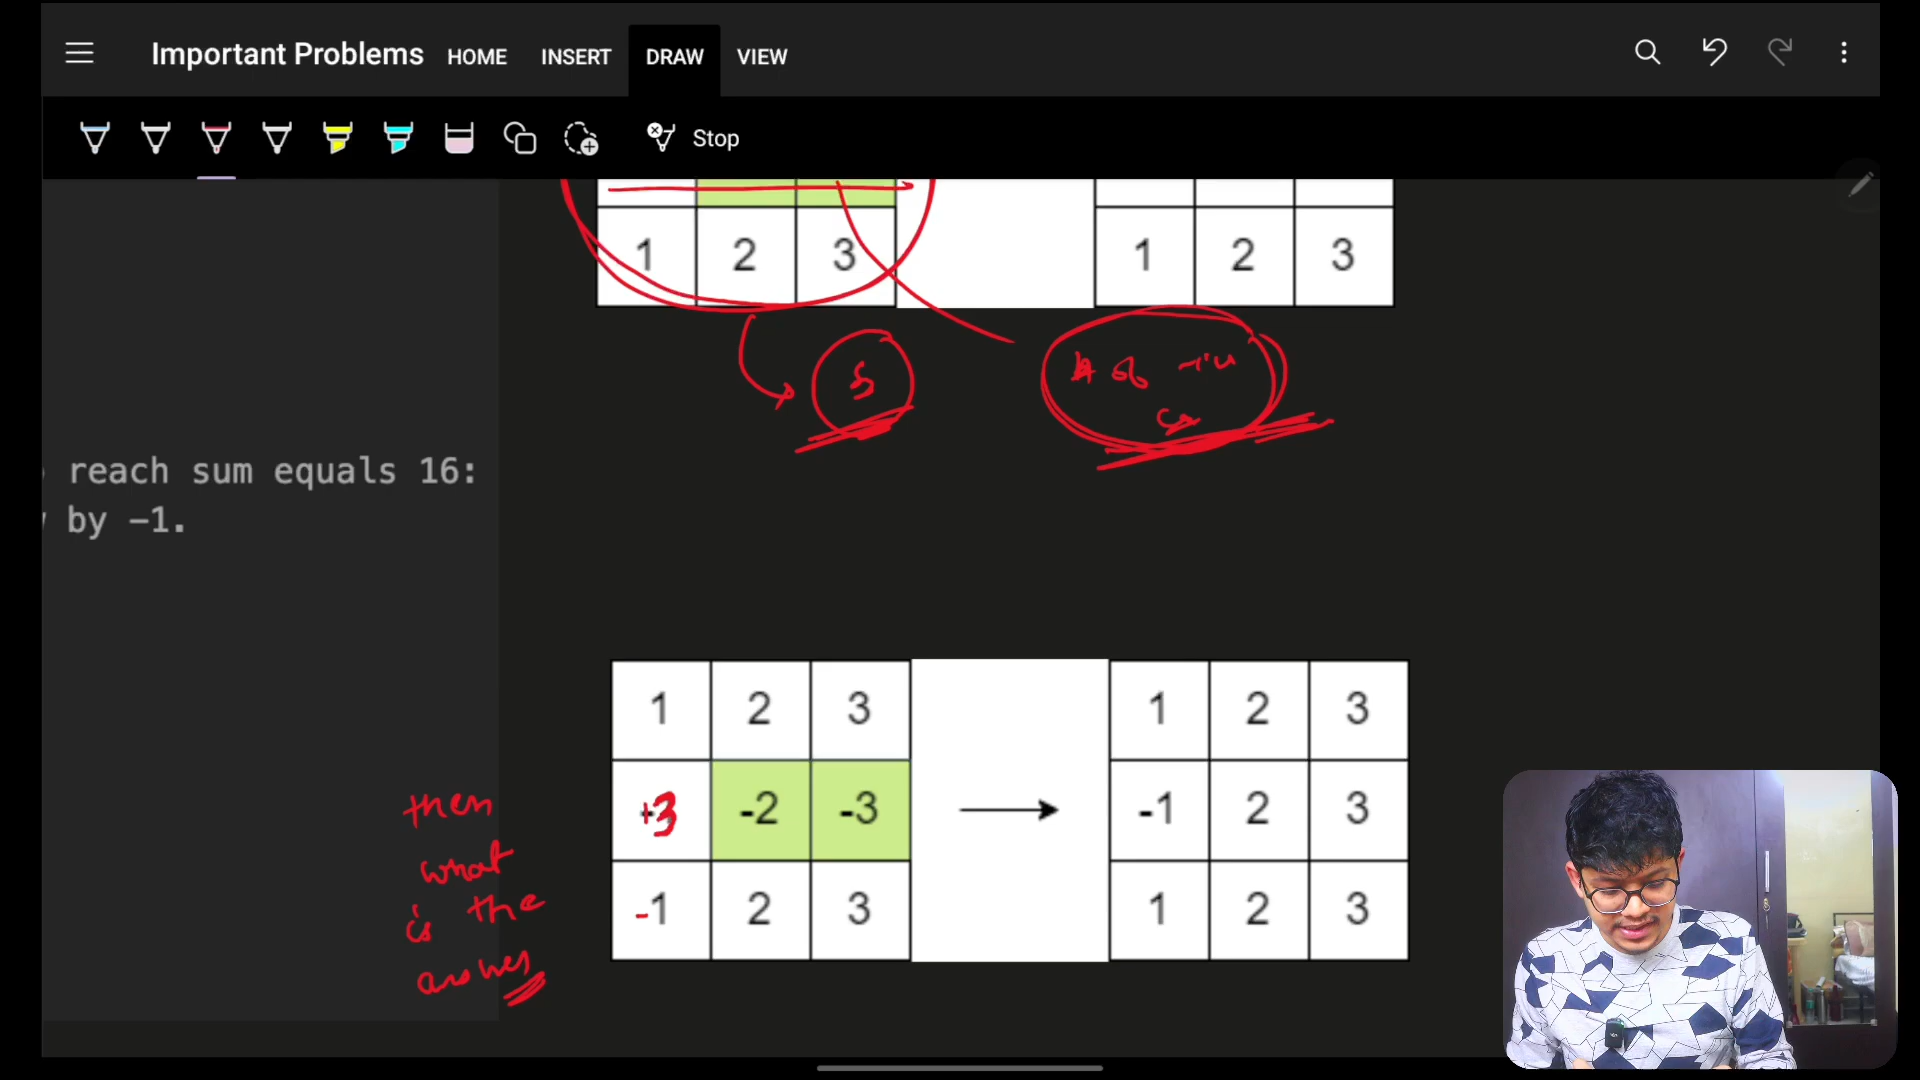 Important Problems HOME INSERT DRAW VIEW
Stop
1 2 3 1 2 3
S
# of -ve
reach sum equals 16:
by -1.
1 2 3 1 2 3
+3 -2 -3 -1 2 3
-1 2 3 1 2 3
then
what
is the
answer